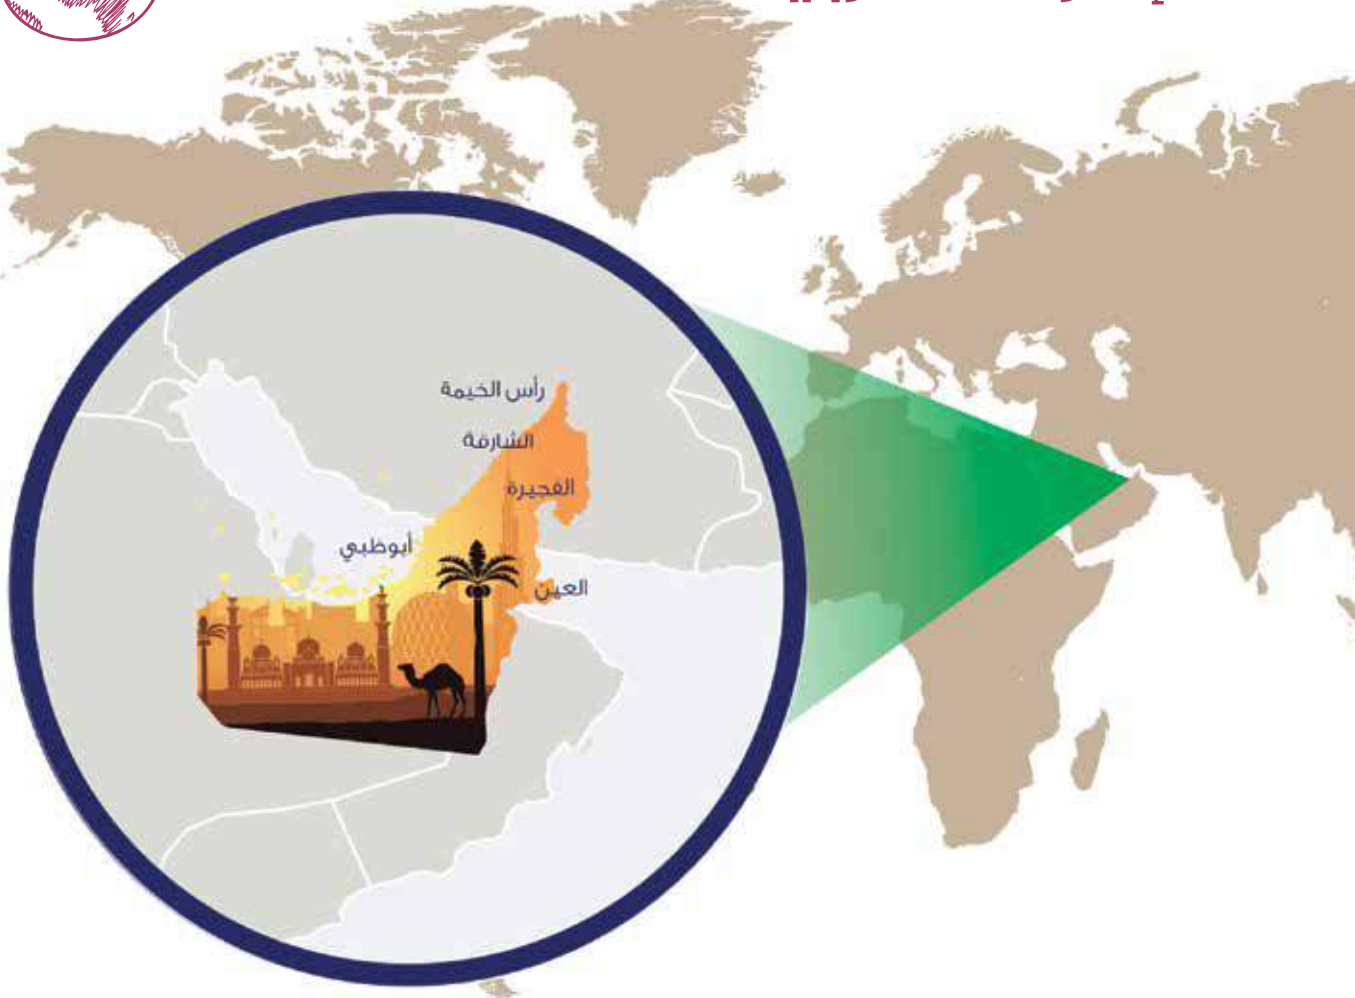 رأس الخيمة
الشارقة
الفجيرة
أبوظبي
العين